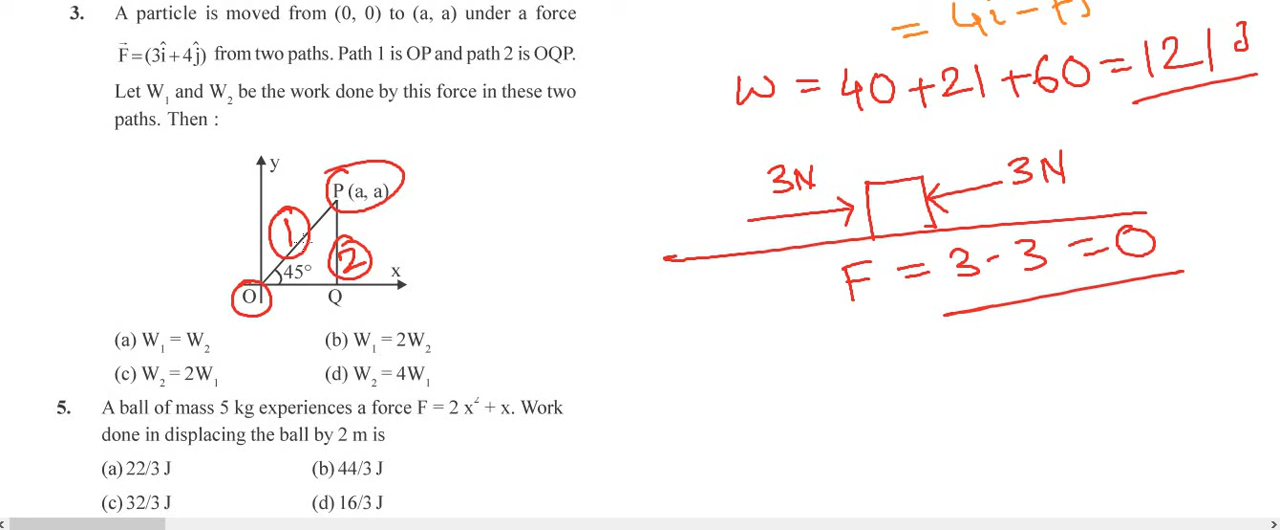 3. A particle is moved from (0, 0) to (a, a) under a force
F⃗=(3î+4ĵ) from two paths. Path 1 is OP and path 2 is OQP.
Let W₁ and W₂ be the work done by this force in these two
paths. Then :
y
P (a, a)
1
2
45°
x
O
Q
(a) W₁ = W₂ (b) W₁ = 2W₂
(c) W₂ = 2W₁ (d) W₂ = 4W₁
5. A ball of mass 5 kg experiences a force F = 2 x² + x. Work
done in displacing the ball by 2 m is
(a) 22/3 J (b) 44/3 J
(c) 32/3 J (d) 16/3 J
W = 40+21+60=121J
3N 3N
F = 3-3=0